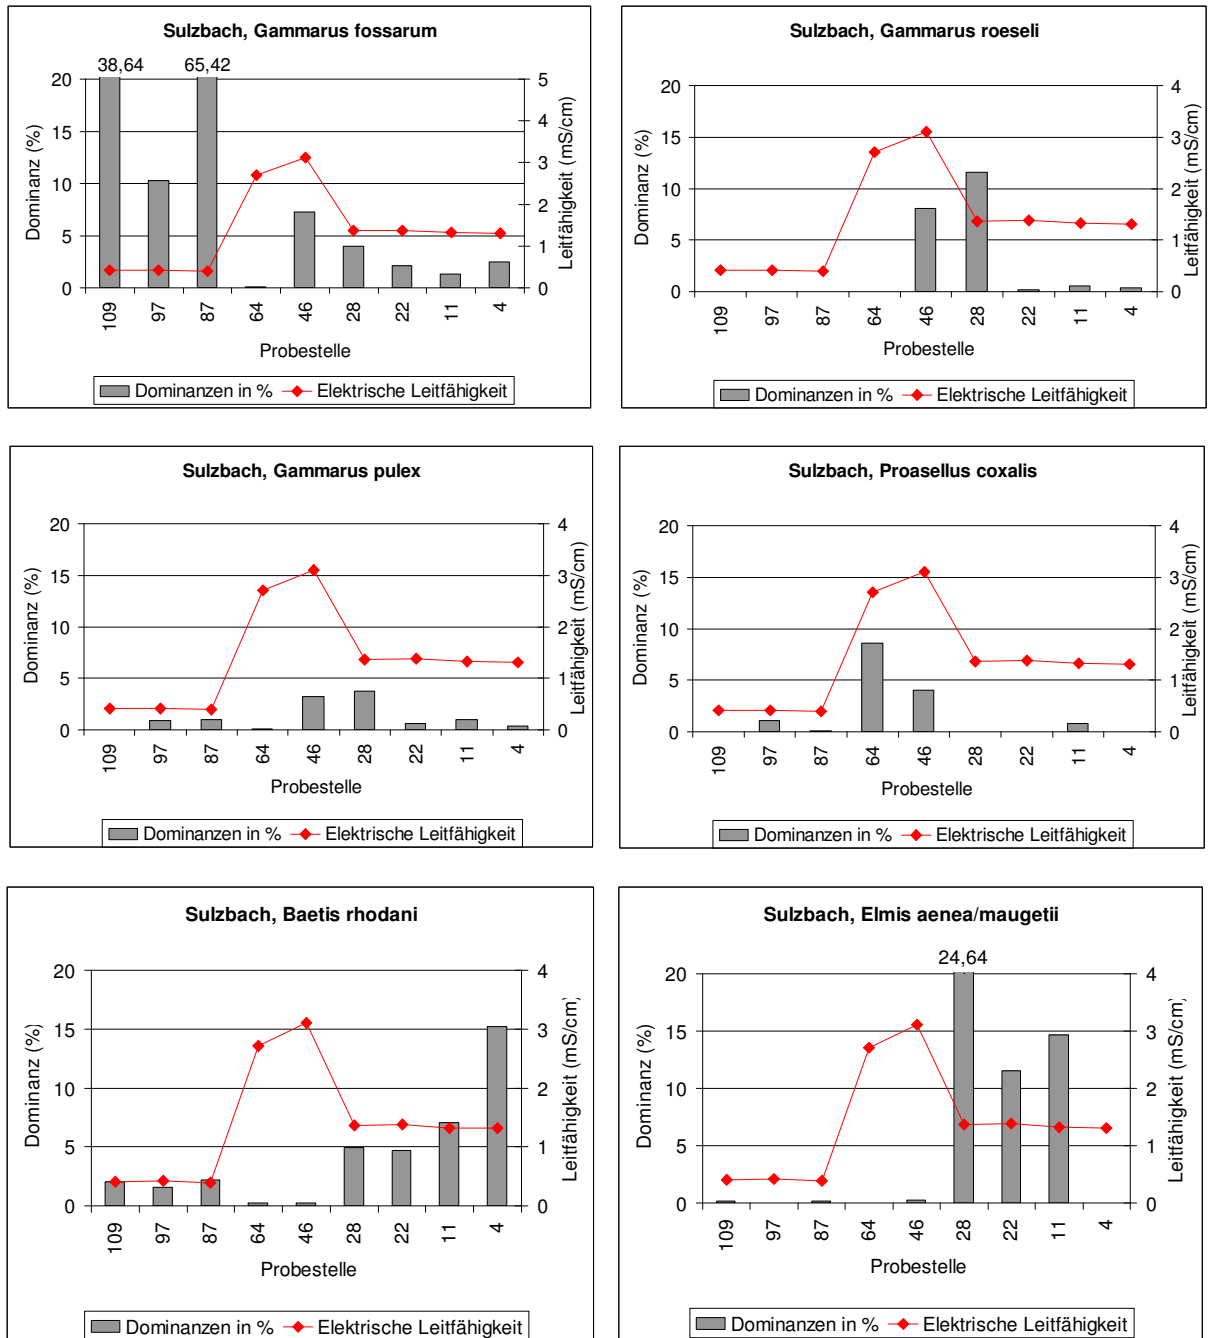 Sulzbach, Gammarus fossarum
38,64 65,42
20 5
4
15
3
10
2
5
1
0 0
Dominanz (%)
Leitfähigkeit (mS/cm)
109 97 87 64 46 28 22 11 4
Probestelle
Dominanzen in % Elektrische Leitfähigkeit
Sulzbach, Gammarus roeseli
20 4
15 3
10 2
5 1
0 0
Dominanz (%)
Leitfähigkeit (mS/cm)
109 97 87 64 46 28 22 11 4
Probestelle
Dominanzen in % Elektrische Leitfähigkeit
Sulzbach, Gammarus pulex
20 4
15 3
10 2
5 1
0 0
Dominanz (%)
Leitfähigkeit (mS/cm)
109 97 87 64 46 28 22 11 4
Probestelle
Dominanzen in % Elektrische Leitfähigkeit
Sulzbach, Proasellus coxalis
20 4
15 3
10 2
5 1
0 0
Dominanz (%)
Leitfähigkeit (mS/cm)
109 97 87 64 46 28 22 11 4
Probestelle
Dominanzen in % Elektrische Leitfähigkeit
Sulzbach, Baetis rhodani
20 4
15 3
10 2
5 1
0 0
Dominanz (%)
Leitfähigkeit (mS/cm)
109 97 87 64 46 28 22 11 4
Probestelle
Dominanzen in % Elektrische Leitfähigkeit
Sulzbach, Elmis aenea/maugetii
24,64
20 4
15 3
10 2
5 1
0 0
Dominanz (%)
Leitfähigkeit (mS/cm)
109 97 87 64 46 28 22 11 4
Probestelle
Dominanzen in % Elektrische Leitfähigkeit